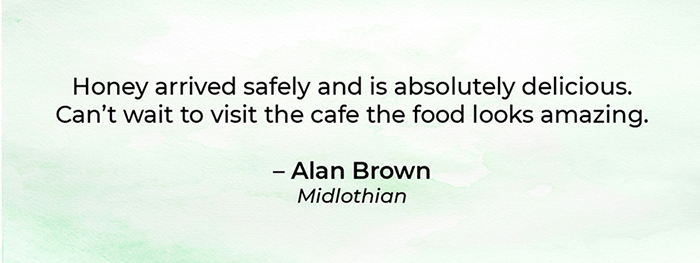 Honey arrived safely and is absolutely delicious.
Can’t wait to visit the cafe the food looks amazing.
– Alan Brown
Midlothian